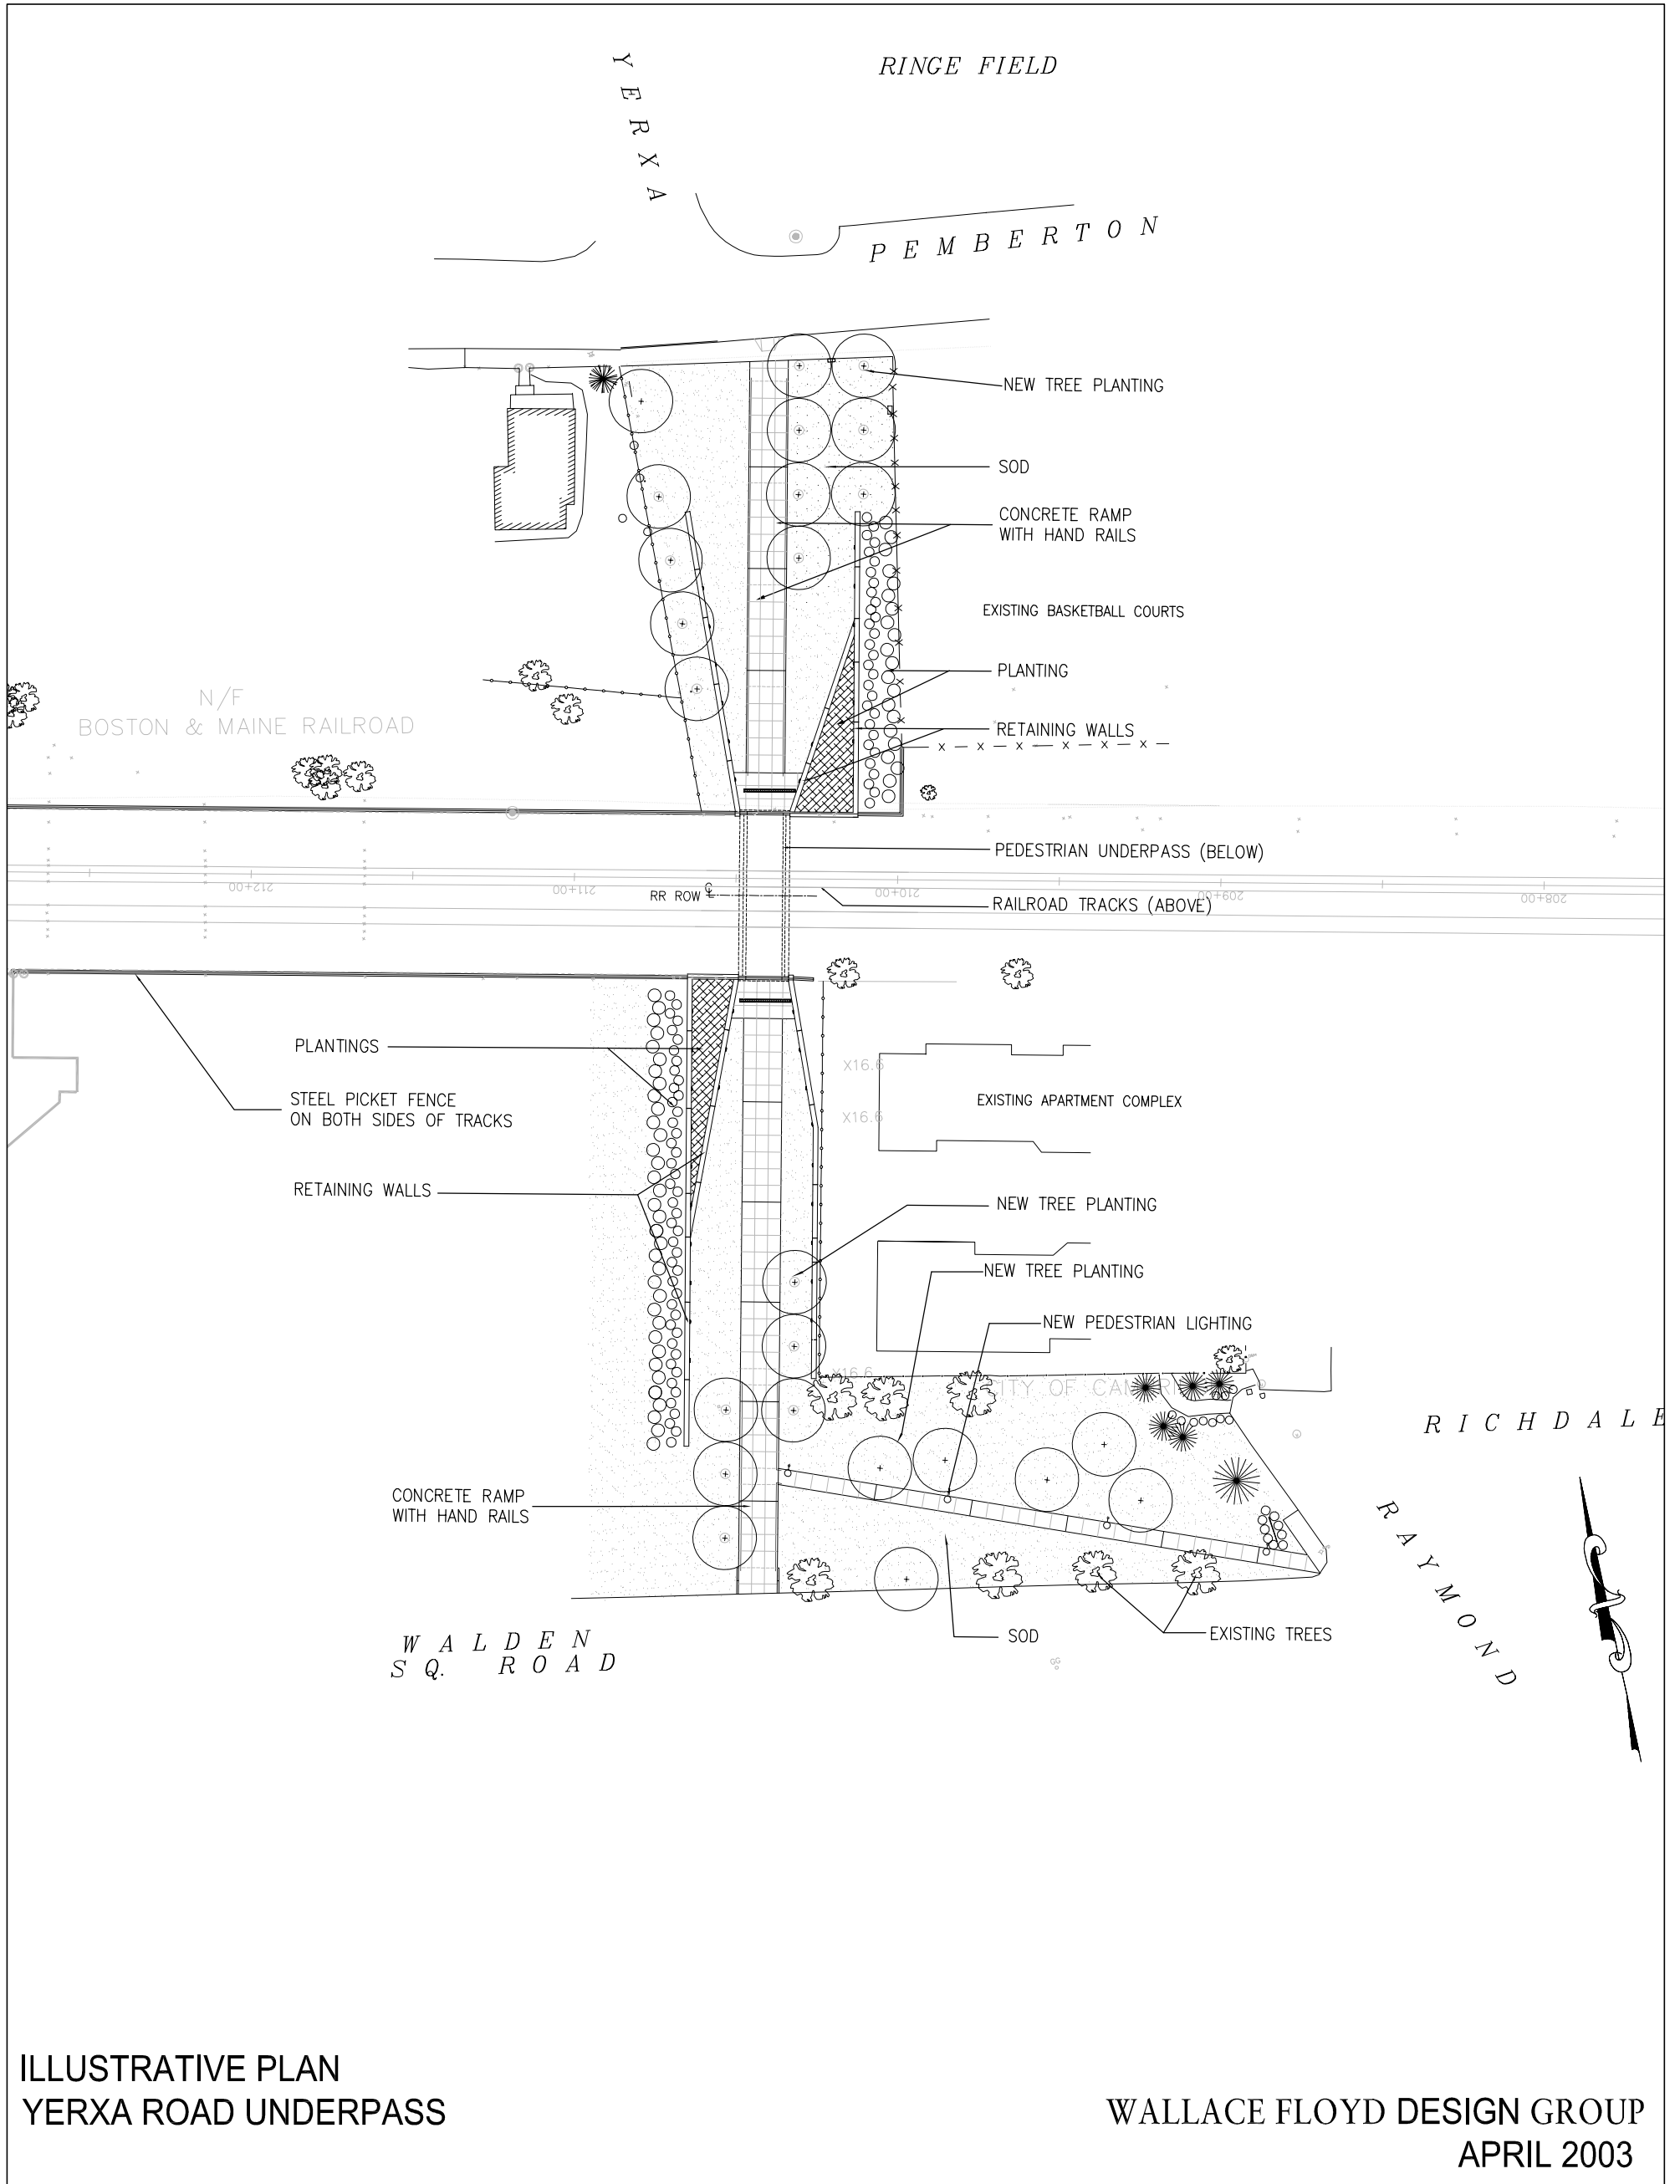 RINGE FIELD
YERXA
PEMBERTON
NEW TREE PLANTING
SOD
CONCRETE RAMP
WITH HAND RAILS
EXISTING BASKETBALL COURTS
PLANTING
N/F
BOSTON & MAINE RAILROAD
RETAINING WALLS
PEDESTRIAN UNDERPASS (BELOW)
212+00
211+00
RR ROW
210+00
209+00
208+00
RAILROAD TRACKS (ABOVE)
PLANTINGS
X16.6
STEEL PICKET FENCE
ON BOTH SIDES OF TRACKS
EXISTING APARTMENT COMPLEX
X16.6
RETAINING WALLS
NEW TREE PLANTING
NEW TREE PLANTING
NEW PEDESTRIAN LIGHTING
X16.6
CITY OF
RICHDALE
CONCRETE RAMP
WITH HAND RAILS
RAYMOND
SOD
EXISTING TREES
WALDEN
SQ. ROAD
ILLUSTRATIVE PLAN
YERXA ROAD UNDERPASS
WALLACE FLOYD DESIGN GROUP
APRIL 2003